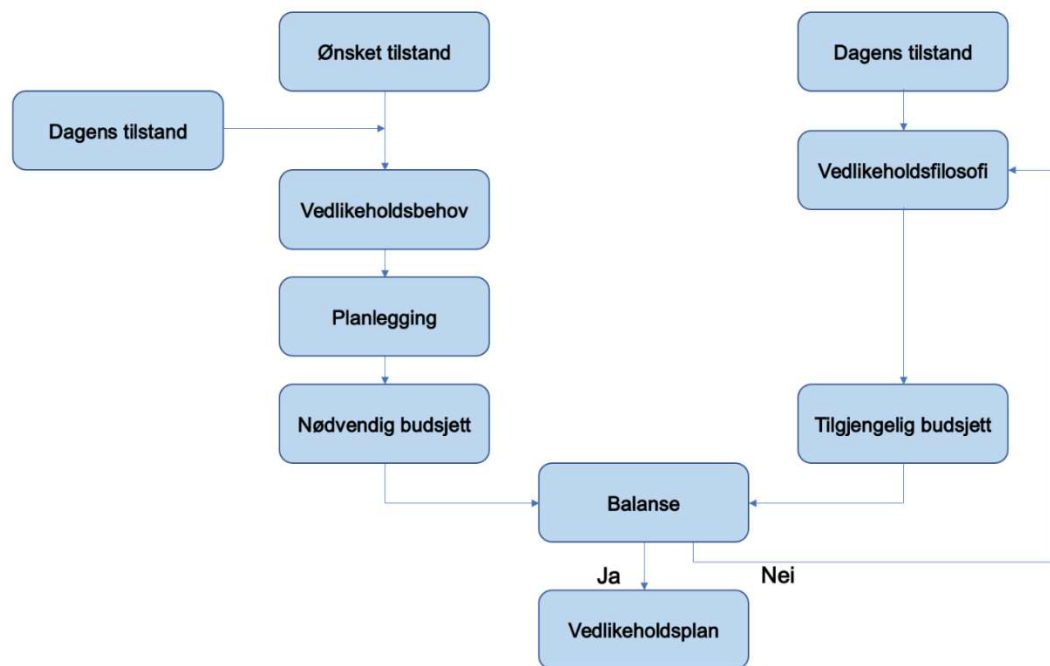 Ønsket tilstand
Dagens tilstand
Dagens tilstand
Vedlikeholdsfilosofi
Vedlikeholdsbehov
Planlegging
Nødvendig budsjett
Tilgjengelig budsjett
Balanse
Ja
Nei
Vedlikeholdsplan